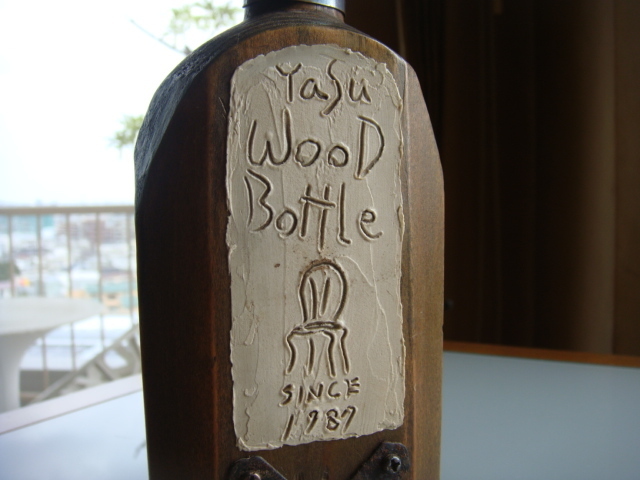 YaSu
WooD
Bottle
SINCE
1987